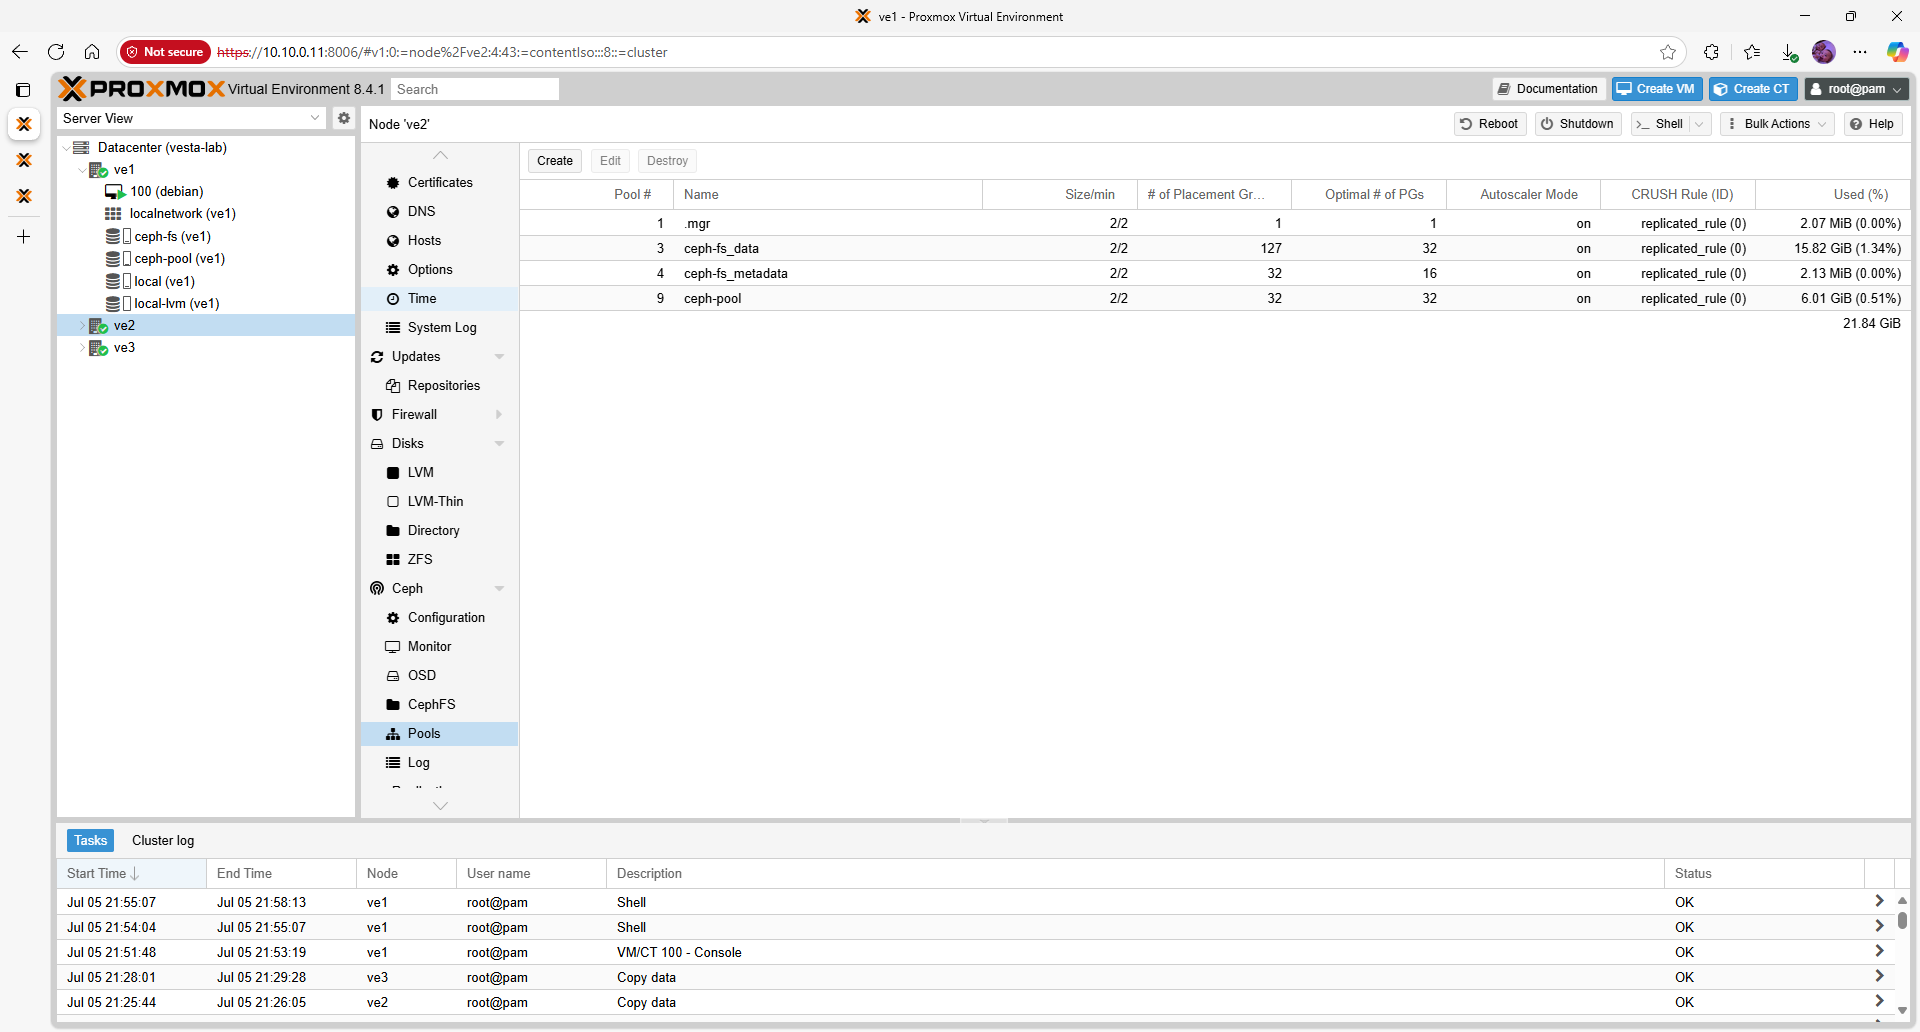 ve1 - Proxmox Virtual Environment
Not secure https://10.10.0.11:8006/#v1:0:=node%2Fve2:4:43:=contentIso:::8::=cluster
PROXMOX Virtual Environment 8.4.1 Search Documentation Create VM Create CT root@pam
Server View
Node 've2' Reboot Shutdown >_ Shell Bulk Actions Help
Datacenter (vesta-lab)
ve1
100 (debian)
localnetwork (ve1)
ceph-fs (ve1)
ceph-pool (ve1)
local (ve1)
local-lvm (ve1)
ve2
ve3
Certificates
DNS
Hosts
Options
Time
System Log
Updates
Repositories
Firewall
Disks
LVM
LVM-Thin
Directory
ZFS
Ceph
Configuration
Monitor
OSD
CephFS
Pools
Log
Create Edit Destroy
Pool # Name Size/min # of Placement Gr... Optimal # of PGs Autoscaler Mode CRUSH Rule (ID) Used (%)
1 .mgr 2/2 1 1 on replicated_rule (0) 2.07 MiB (0.00%)
3 ceph-fs_data 2/2 127 32 on replicated_rule (0) 15.82 GiB (1.34%)
4 ceph-fs_metadata 2/2 32 16 on replicated_rule (0) 2.13 MiB (0.00%)
9 ceph-pool 2/2 32 32 on replicated_rule (0) 6.01 GiB (0.51%)
21.84 GiB
Tasks Cluster log
Start Time End Time Node User name Description Status
Jul 05 21:55:07 Jul 05 21:58:13 ve1 root@pam Shell OK
Jul 05 21:54:04 Jul 05 21:55:07 ve1 root@pam Shell OK
Jul 05 21:51:48 Jul 05 21:53:19 ve1 root@pam VM/CT 100 - Console OK
Jul 05 21:28:01 Jul 05 21:29:28 ve3 root@pam Copy data OK
Jul 05 21:25:44 Jul 05 21:26:05 ve2 root@pam Copy data OK